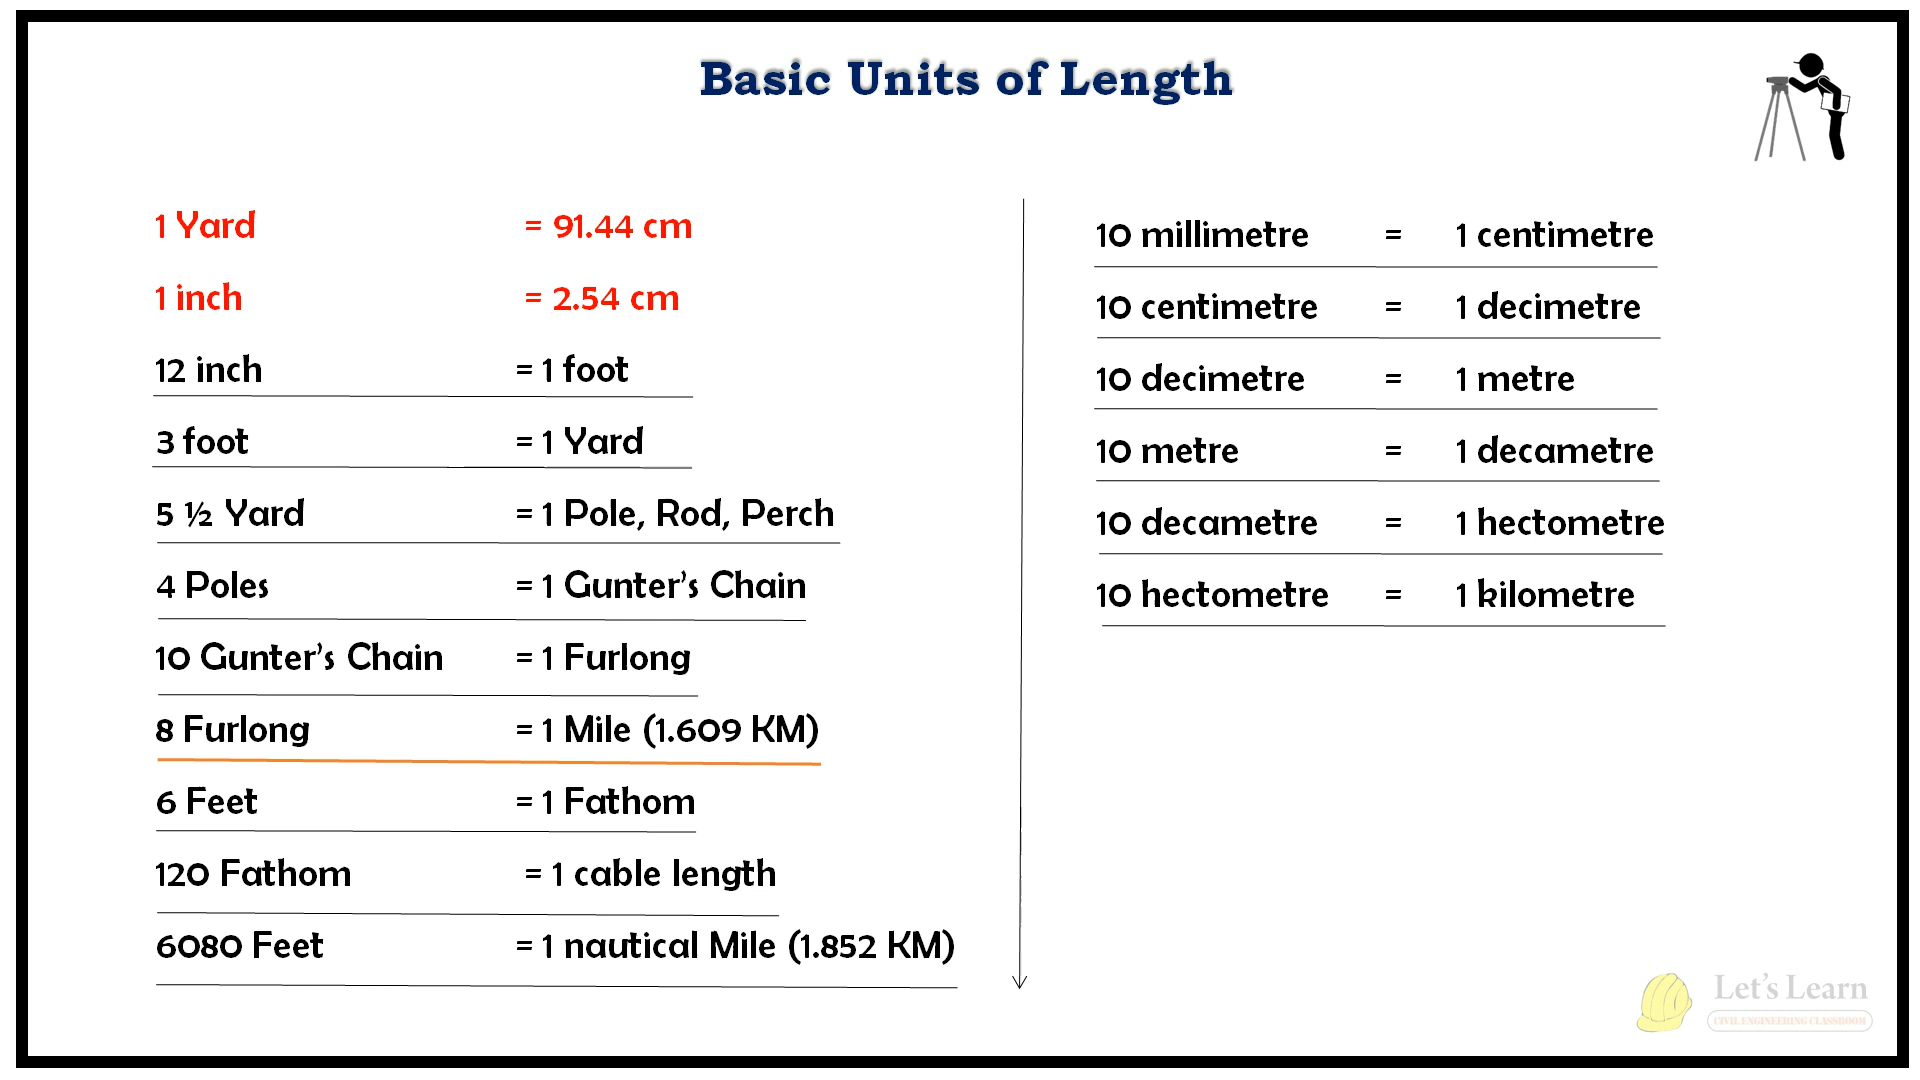 Basic Units of Length
1 Yard = 91.44 cm
1 inch = 2.54 cm
12 inch = 1 foot
3 foot = 1 Yard
5 ½ Yard = 1 Pole, Rod, Perch
4 Poles = 1 Gunter's Chain
10 Gunter's Chain = 1 Furlong
8 Furlong = 1 Mile (1.609 KM)
6 Feet = 1 Fathom
120 Fathom = 1 cable length
6080 Feet = 1 nautical Mile (1.852 KM)
10 millimetre = 1 centimetre
10 centimetre = 1 decimetre
10 decimetre = 1 metre
10 metre = 1 decametre
10 decametre = 1 hectometre
10 hectometre = 1 kilometre
Let's Learn
CIVIL ENGINEERING CLASSROOM